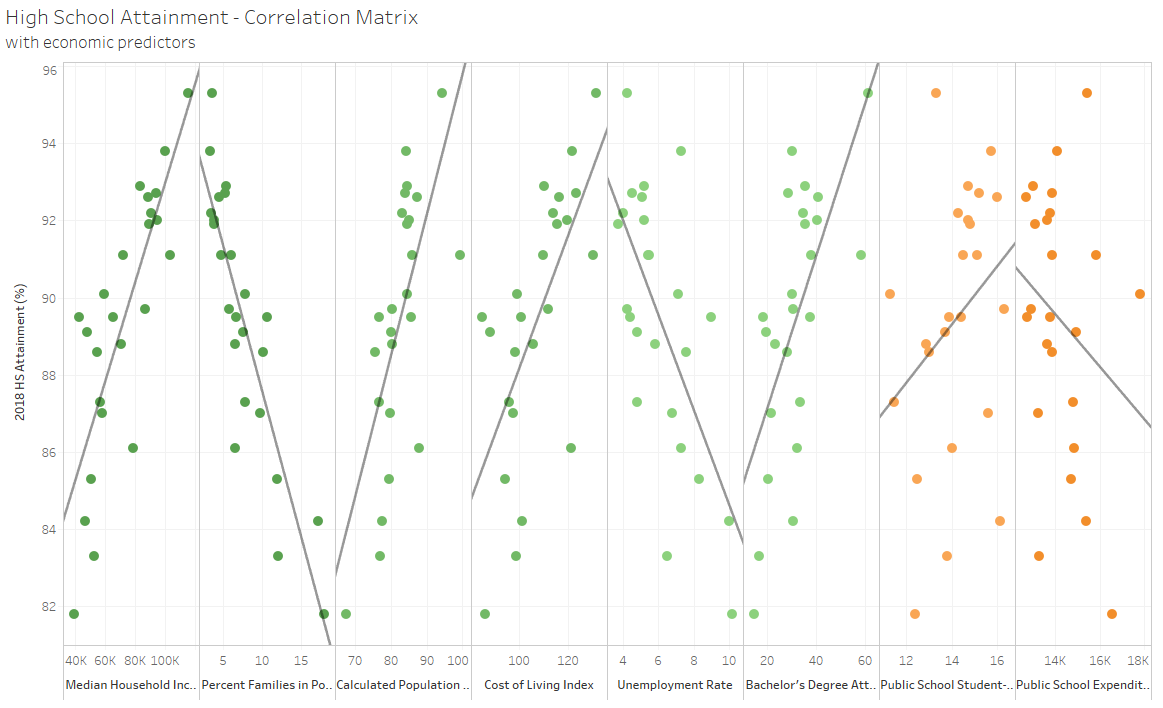 High School Attainment - Correlation Matrix
with economic predictors
96
94
92
90
88
86
84
82
2018 HS Attainment (%)
40K 60K 80K 100K
5 10 15
70 80 90 100
100 120
4 6 8 10
20 40 60
12 14 16
14K 16K 18K
Median Household Inc..
Percent Families in Po..
Calculated Population ..
Cost of Living Index
Unemployment Rate
Bachelor's Degree Att..
Public School Student-..
Public School Expendit..